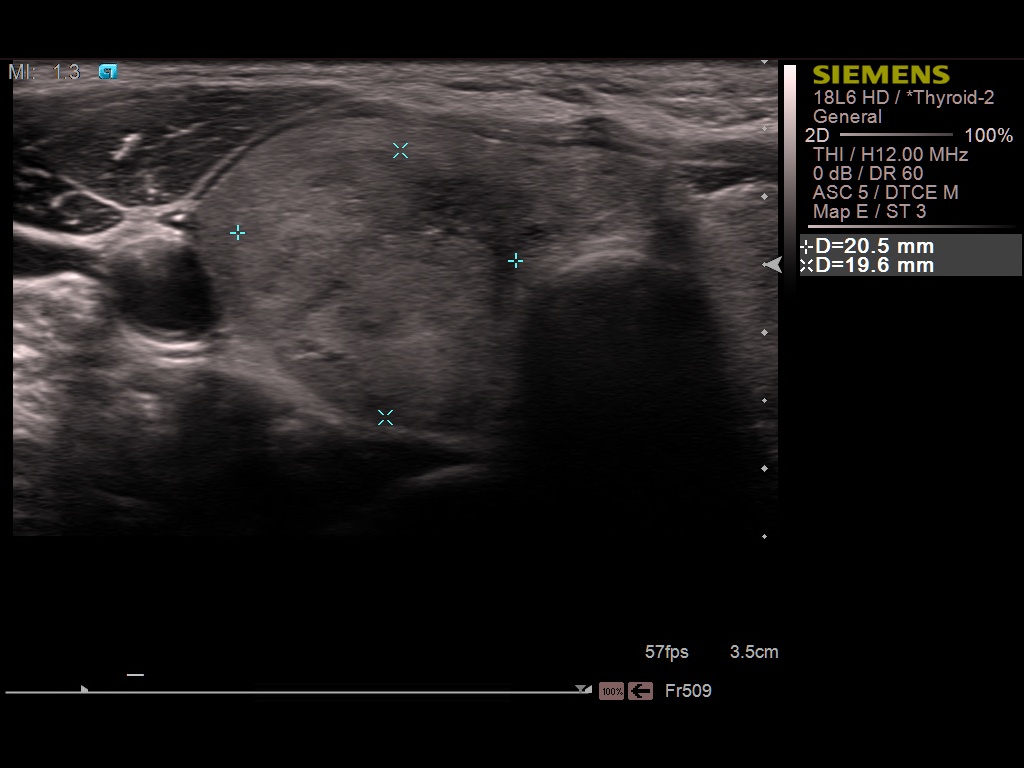 MI: 1.3
SIEMENS
18L6 HD / *Thyroid-2
General
2D 100%
THI / H12.00 MHz
0 dB / DR 60
ASC 5 / DTCE M
Map E / ST 3
D=20.5 mm
D=19.6 mm
57fps 3.5cm
100% Fr509